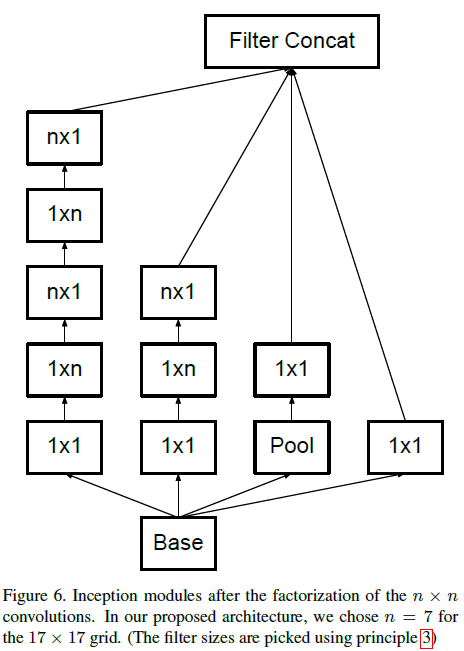 Filter Concat
nx1
1xn
nx1
nx1
1xn
1xn
1x1
1x1
1x1
Pool
1x1
Base
Figure 6. Inception modules after the factorization of the n × n
convolutions. In our proposed architecture, we chose n = 7 for
the 17 × 17 grid. (The filter sizes are picked using principle 3)